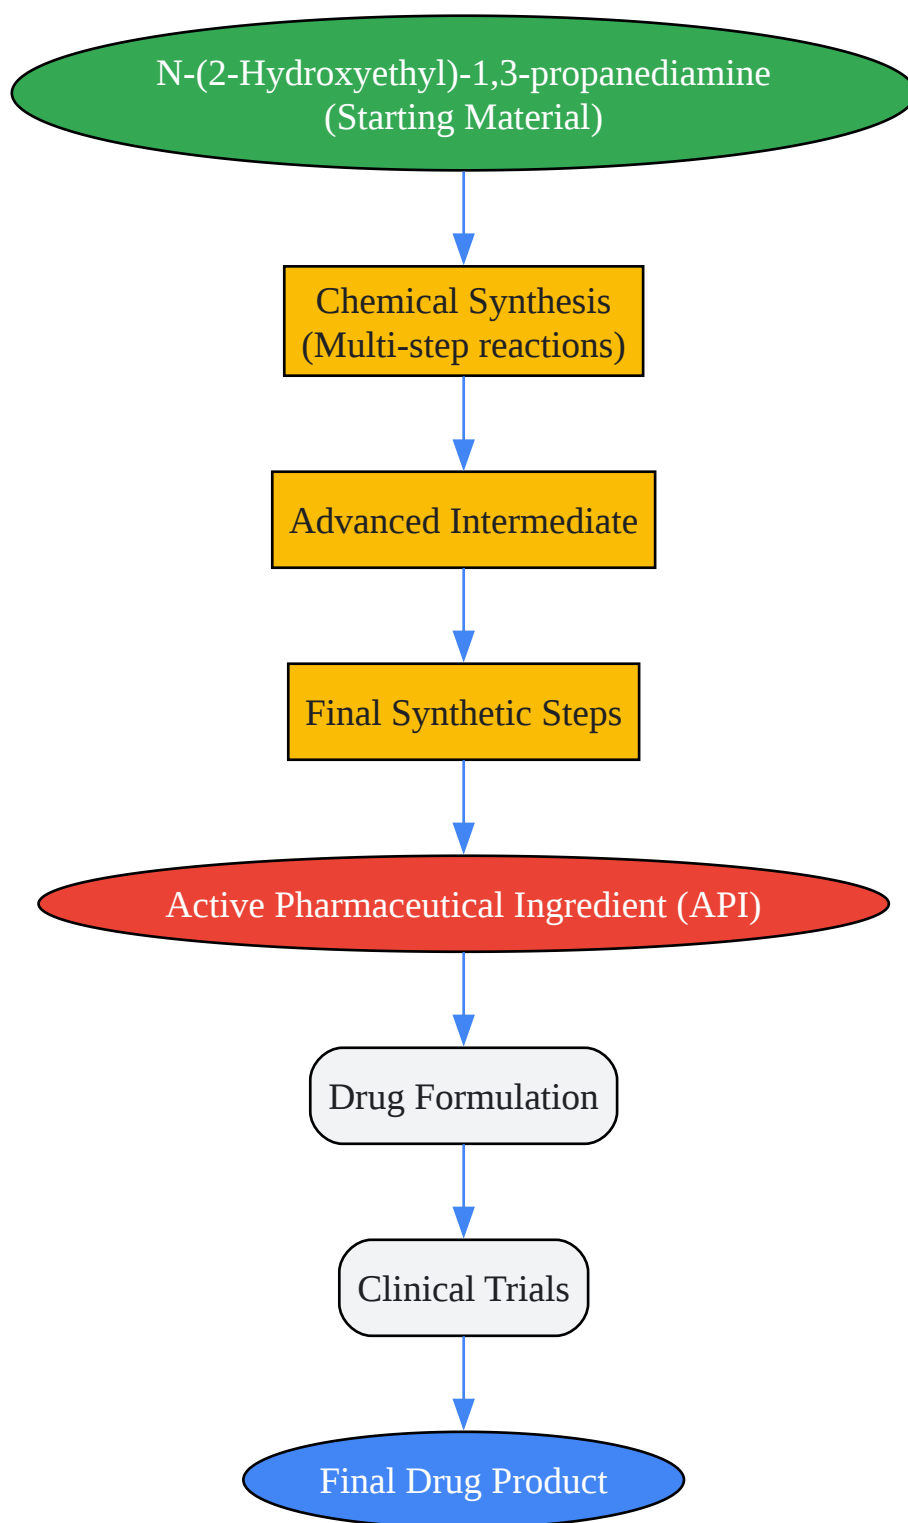 N-(2-Hydroxyethyl)-1,3-propanediamine
(Starting Material)
Chemical Synthesis
(Multi-step reactions)
Advanced Intermediate
Final Synthetic Steps
Active Pharmaceutical Ingredient (API)
Drug Formulation
Clinical Trials
Final Drug Product